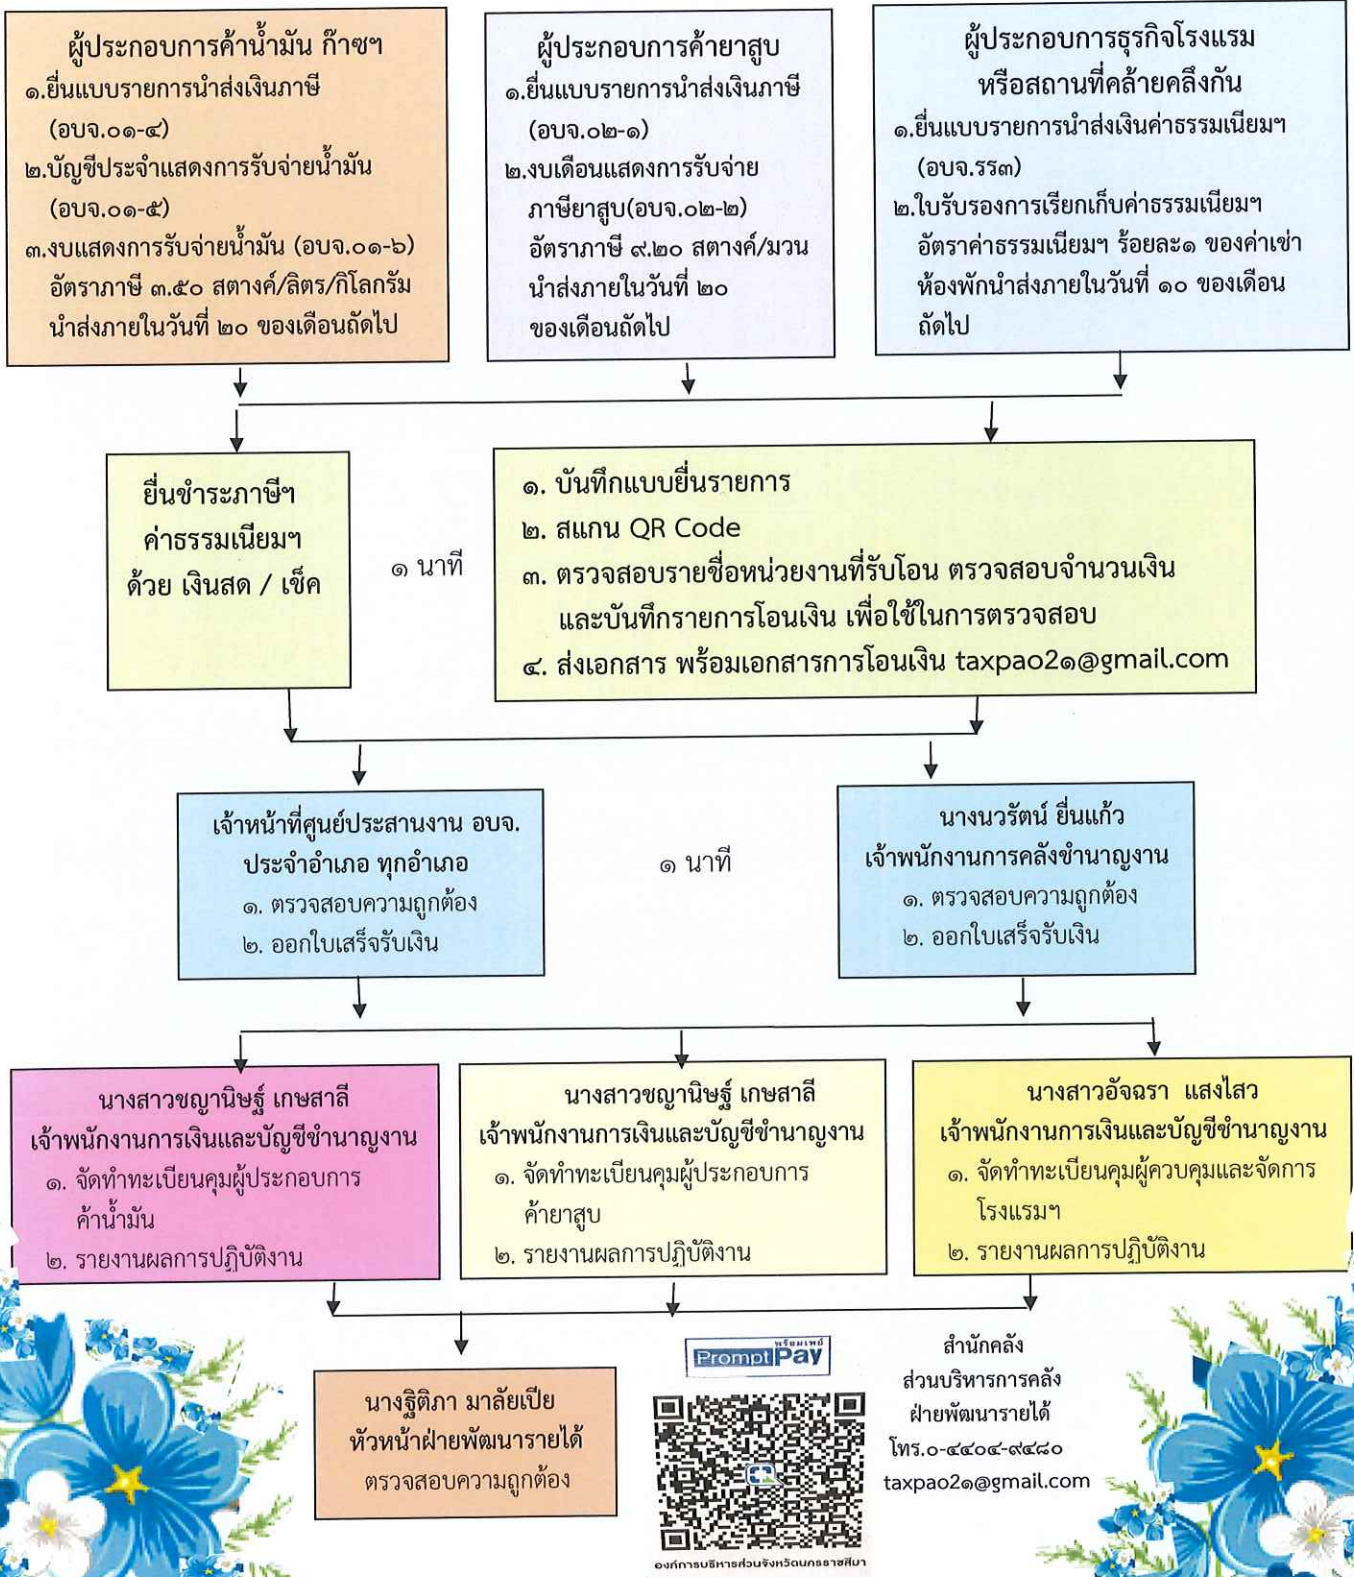 ผู้ประกอบการค้าน้ำมัน ก๊าซฯ
๑.ยื่นแบบรายการนำส่งเงินภาษี
(อบจ.๐๑-๔)
๒.บัญชีประจำแสดงการรับจ่ายน้ำมัน
(อบจ.๐๑-๕)
๓.งบแสดงการรับจ่ายน้ำมัน (อบจ.๐๑-๖)
อัตราภาษี ๓.๕๐ สตางค์/ลิตร/กิโลกรัม
นำส่งภายในวันที่ ๒๐ ของเดือนถัดไป
ผู้ประกอบการค้ายาสูบ
๑.ยื่นแบบรายการนำส่งเงินภาษี
(อบจ.๐๒-๑)
๒.งบเดือนแสดงการรับจ่าย
ภาษียาสูบ(อบจ.๐๒-๒)
อัตราภาษี ๙.๒๐ สตางค์/มวน
นำส่งภายในวันที่ ๒๐
ของเดือนถัดไป
ผู้ประกอบการธุรกิจโรงแรม
หรือสถานที่คล้ายคลึงกัน
๑.ยื่นแบบรายการนำส่งเงินค่าธรรมเนียมฯ
(อบจ.รร๓)
๒.ใบรับรองการเรียกเก็บค่าธรรมเนียมฯ
อัตราค่าธรรมเนียมฯ ร้อยละ๑ ของค่าเช่า
ห้องพักนำส่งภายในวันที่ ๑๐ ของเดือน
ถัดไป
ยื่นชำระภาษีฯ
ค่าธรรมเนียมฯ
ด้วย เงินสด / เช็ค
๑ นาที
๑. บันทึกแบบยื่นรายการ
๒. สแกน QR Code
๓. ตรวจสอบรายชื่อหน่วยงานที่รับโอน ตรวจสอบจำนวนเงิน
และบันทึกรายการโอนเงิน เพื่อใช้ในการตรวจสอบ
๔. ส่งเอกสาร พร้อมเอกสารการโอนเงิน taxpao2๑@gmail.com
เจ้าหน้าที่ศูนย์ประสานงาน อบจ.
ประจำอำเภอ ทุกอำเภอ
๑. ตรวจสอบความถูกต้อง
๒. ออกใบเสร็จรับเงิน
๑ นาที
นางนวรัตน์ ยื่นแก้ว
เจ้าพนักงานการคลังชำนาญงาน
๑. ตรวจสอบความถูกต้อง
๒. ออกใบเสร็จรับเงิน
นางสาวชญานิษฐ์ เกษสาลี
เจ้าพนักงานการเงินและบัญชีชำนาญงาน
๑. จัดทำทะเบียนคุมผู้ประกอบการ
ค้าน้ำมัน
๒. รายงานผลการปฏิบัติงาน
นางสาวชญานิษฐ์ เกษสาลี
เจ้าพนักงานการเงินและบัญชีชำนาญงาน
๑. จัดทำทะเบียนคุมผู้ประกอบการ
ค้ายาสูบ
๒. รายงานผลการปฏิบัติงาน
นางสาวอัจฉรา แสงไสว
เจ้าพนักงานการเงินและบัญชีชำนาญงาน
๑. จัดทำทะเบียนคุมผู้ควบคุมและจัดการ
โรงแรมฯ
๒. รายงานผลการปฏิบัติงาน
นางฐิติภา มาลัยเปีย
หัวหน้าฝ่ายพัฒนารายได้
ตรวจสอบความถูกต้อง
พร้อมเพย์
Prompt Pay
องค์การบริหารส่วนจังหวัดนครราชสีมา
สำนักคลัง
ส่วนบริหารการคลัง
ฝ่ายพัฒนารายได้
โทร.๐-๔๔๐๔-๙๔๘๐
taxpao2๑@gmail.com